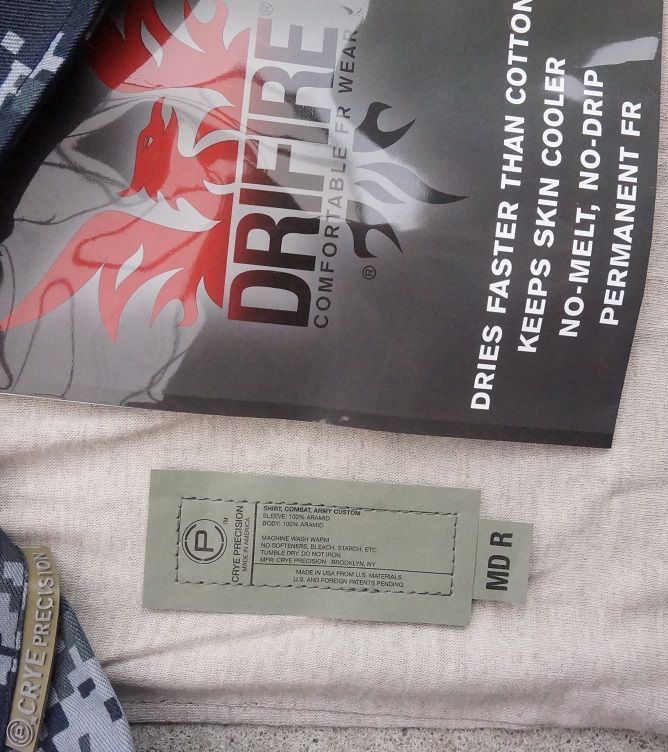 DRIFIRE®
COMFORTABLE FR WEAR
®
DRIES FASTER THAN COTTON
KEEPS SKIN COOLER
NO-MELT, NO-DRIP
PERMANENT FR
P
CRYE PRECISION™
MADE IN AMERICA
SHIRT, COMBAT, ARMY CUSTOM
SLEEVE: 100% ARAMID
BODY: 100% ARAMID
MACHINE WASH WARM
NO SOFTENERS, BLEACH, STARCH, ETC.
TUMBLE DRY. DO NOT IRON.
MFR: CRYE PRECISION BROOKLYN, NY
MADE IN USA FROM U.S. MATERIALS
U.S. AND FOREIGN PATENTS PENDING
MD R
P CRYE PRECISION